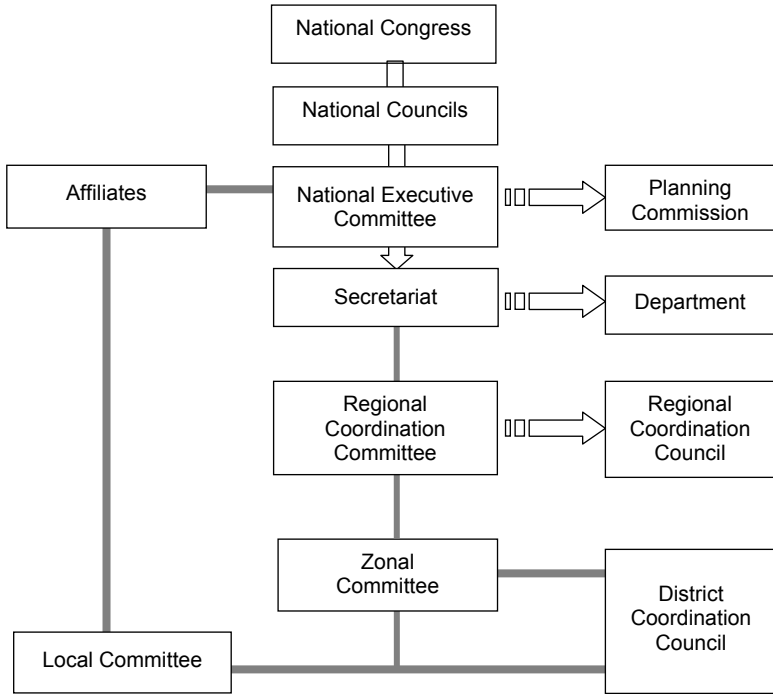 National Congress
National Councils
Affiliates
National Executive
Committee
Planning
Commission
Secretariat
Department
Regional
Coordination
Committee
Regional
Coordination
Council
Zonal
Committee
District
Coordination
Council
Local Committee